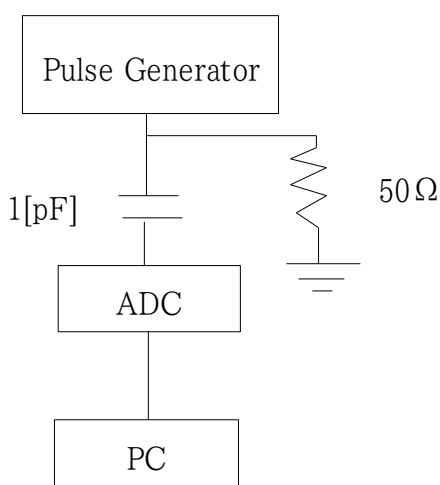 Pulse Generator
1[pF]
50Ω
ADC
PC